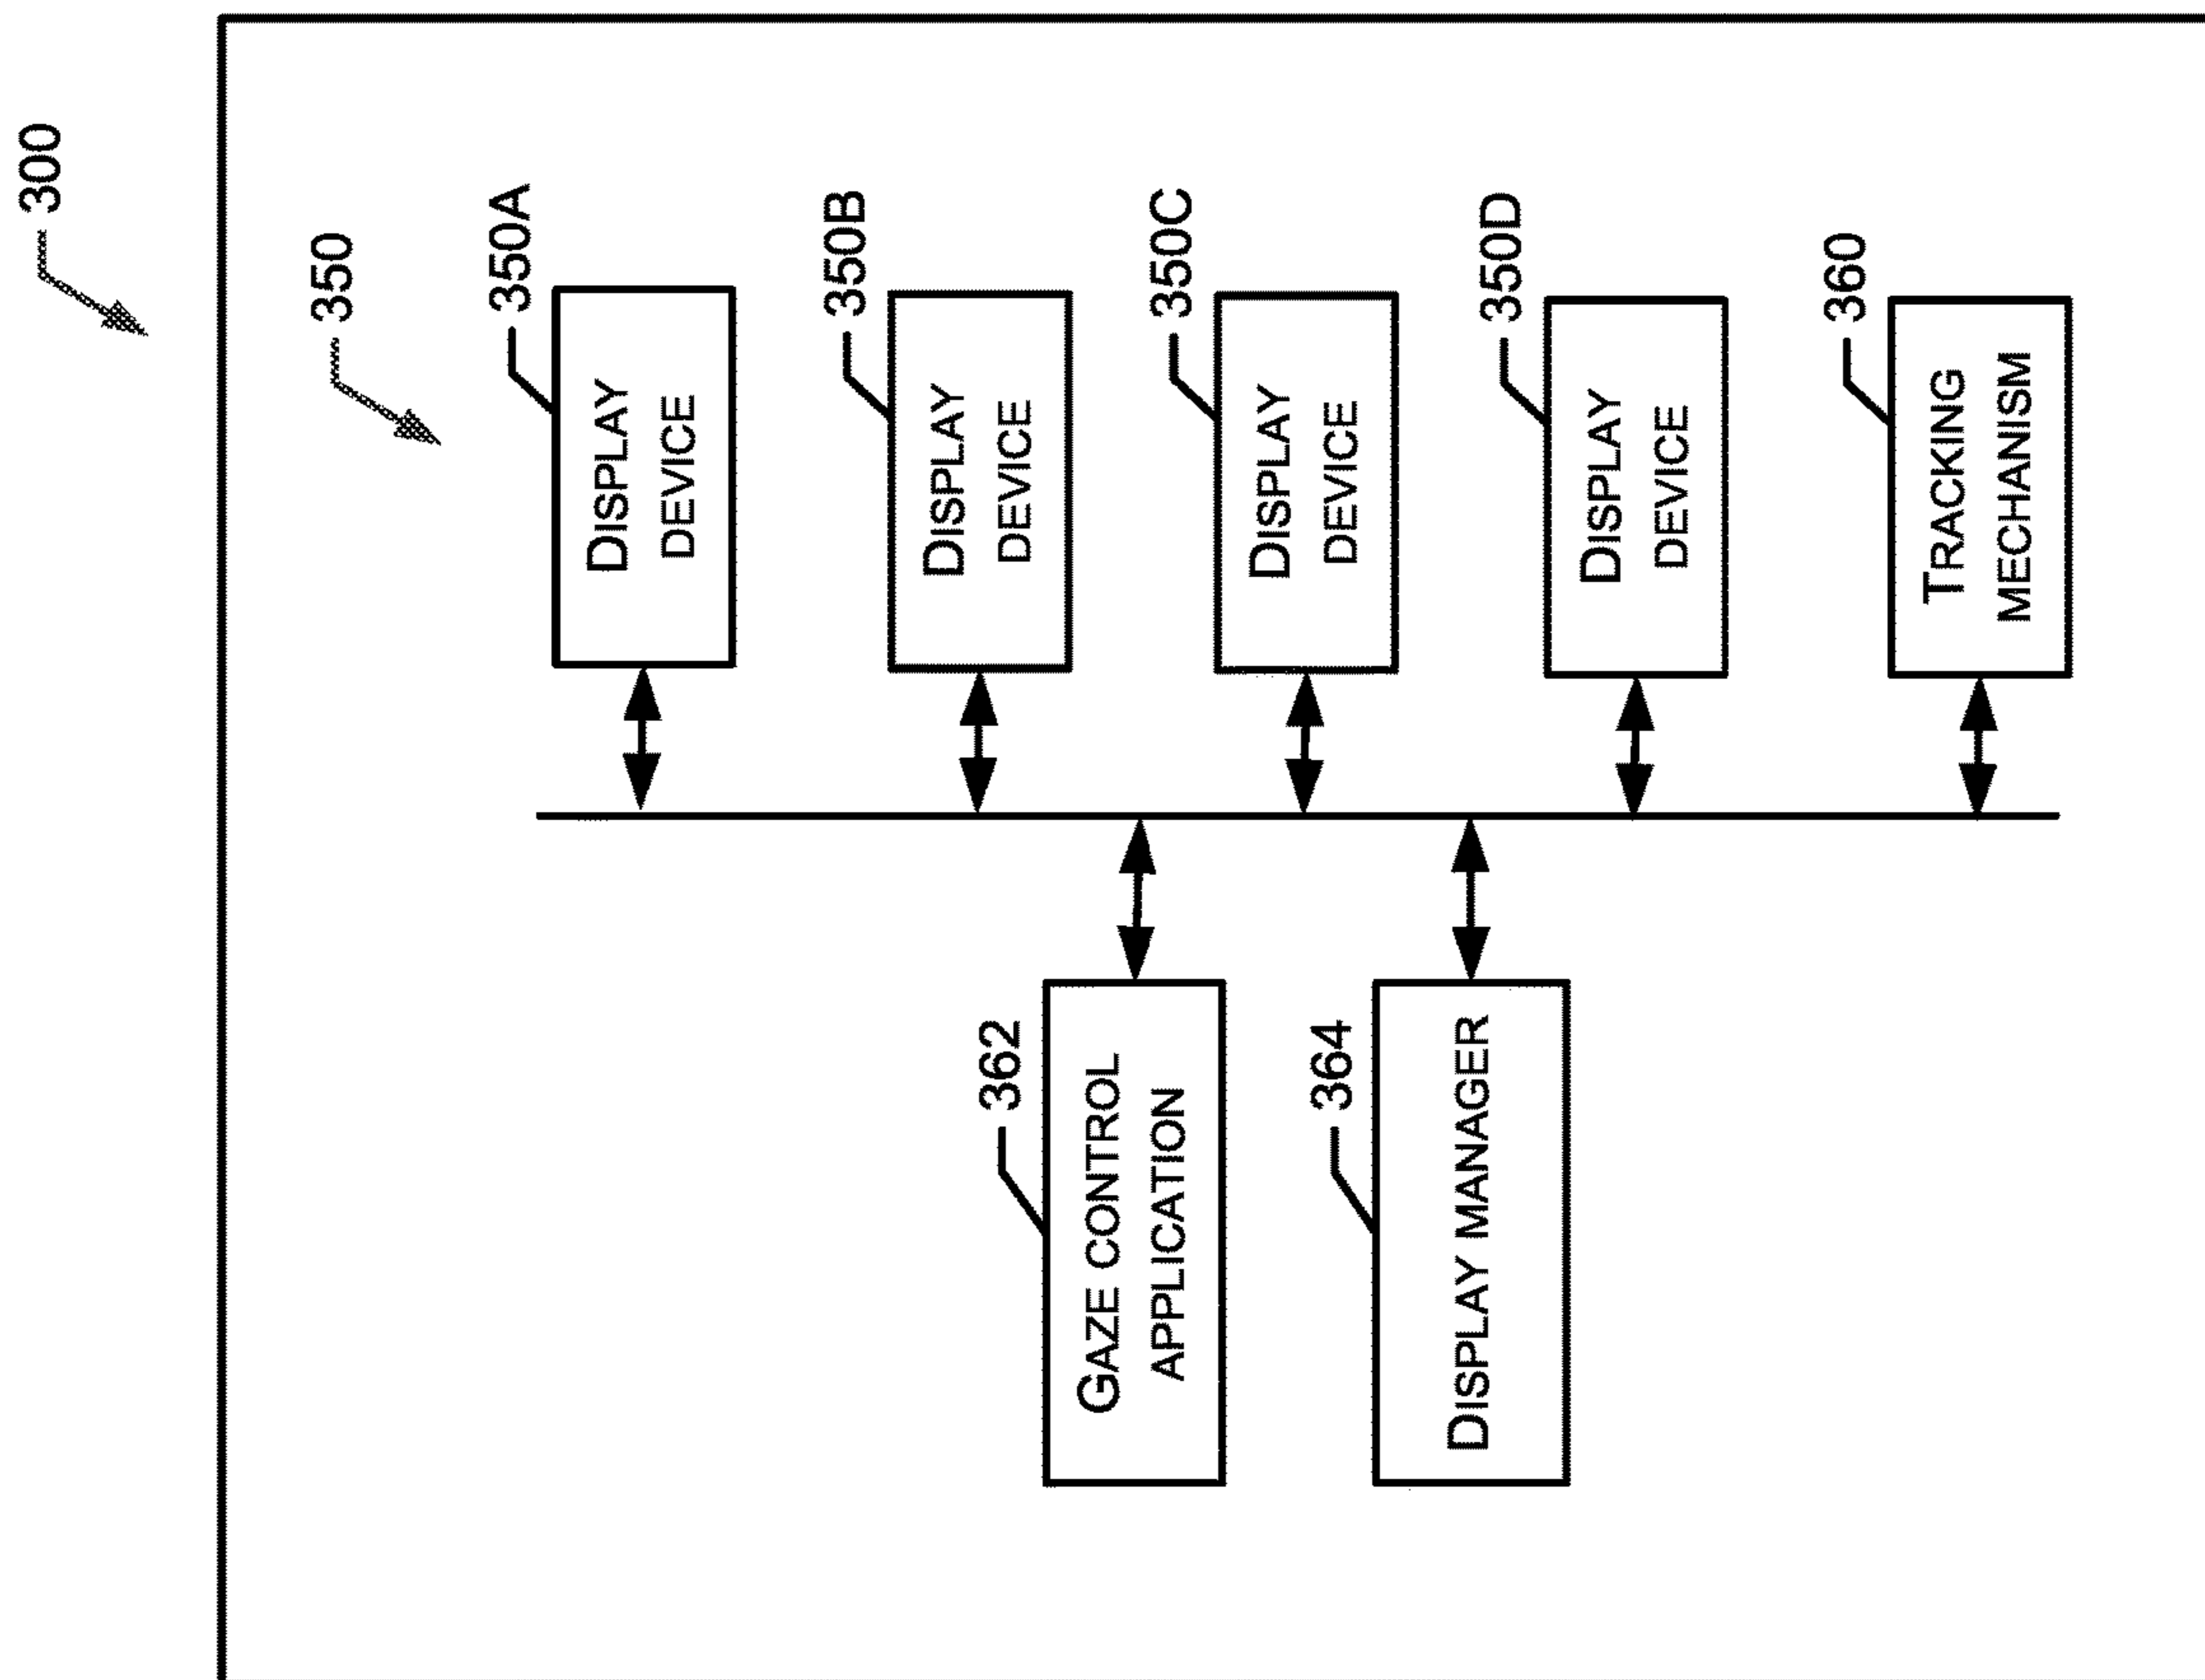 300
350
350A
DISPLAY
DEVICE
350B
DISPLAY
DEVICE
350C
DISPLAY
DEVICE
350D
DISPLAY
DEVICE
360
TRACKING
MECHANISM
362
GAZE CONTROL
APPLICATION
364
DISPLAY MANAGER